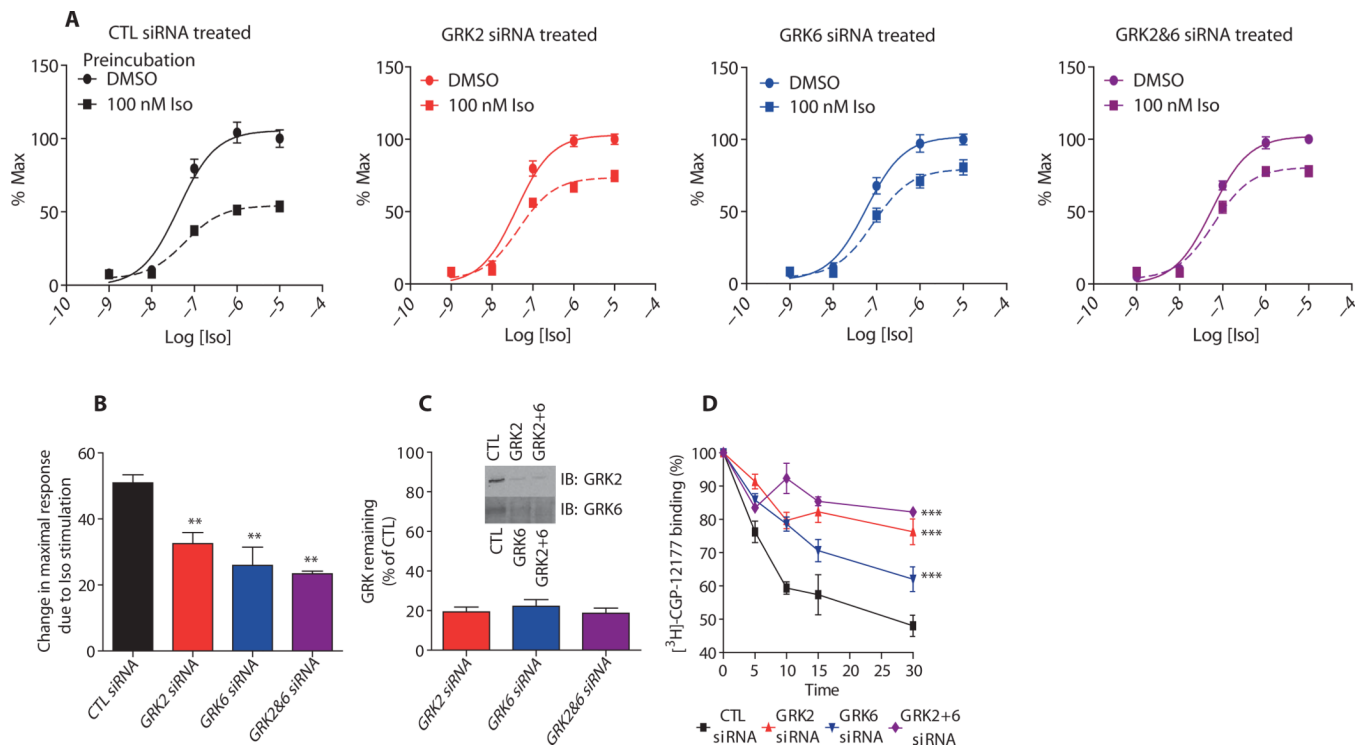 A
CTL siRNA treated
GRK2 siRNA treated
GRK6 siRNA treated
GRK2&6 siRNA treated
Preincubation
DMSO
100 nM Iso
DMSO
100 nM Iso
DMSO
100 nM Iso
DMSO
100 nM Iso
150
100
50
0
% Max
−10
−9
−8
−7
−6
−5
−4
Log [Iso]
150
100
50
0
% Max
−10
−9
−8
−7
−6
−5
−4
Log [Iso]
150
100
50
0
% Max
−10
−9
−8
−7
−6
−5
−4
Log [Iso]
150
100
50
0
% Max
−10
−9
−8
−7
−6
−5
−4
Log [Iso]
B
Change in maximal response
due to Iso stimulation
60
40
20
0
**
**
**
CTL siRNA
GRK2 siRNA
GRK6 siRNA
GRK2&6 siRNA
C
GRK remaining
(% of CTL)
100
80
60
40
20
0
CTL
GRK2
GRK2+6
IB: GRK2
IB: GRK6
CTL
GRK6
GRK2+6
GRK2 siRNA
GRK6 siRNA
GRK2&6 siRNA
D
[³H]-CGP-12177 binding (%)
100
90
80
70
60
50
40
***
***
***
0
5
10
15
20
25
30
Time
CTL
siRNA
GRK2
siRNA
GRK6
siRNA
GRK2+6
siRNA